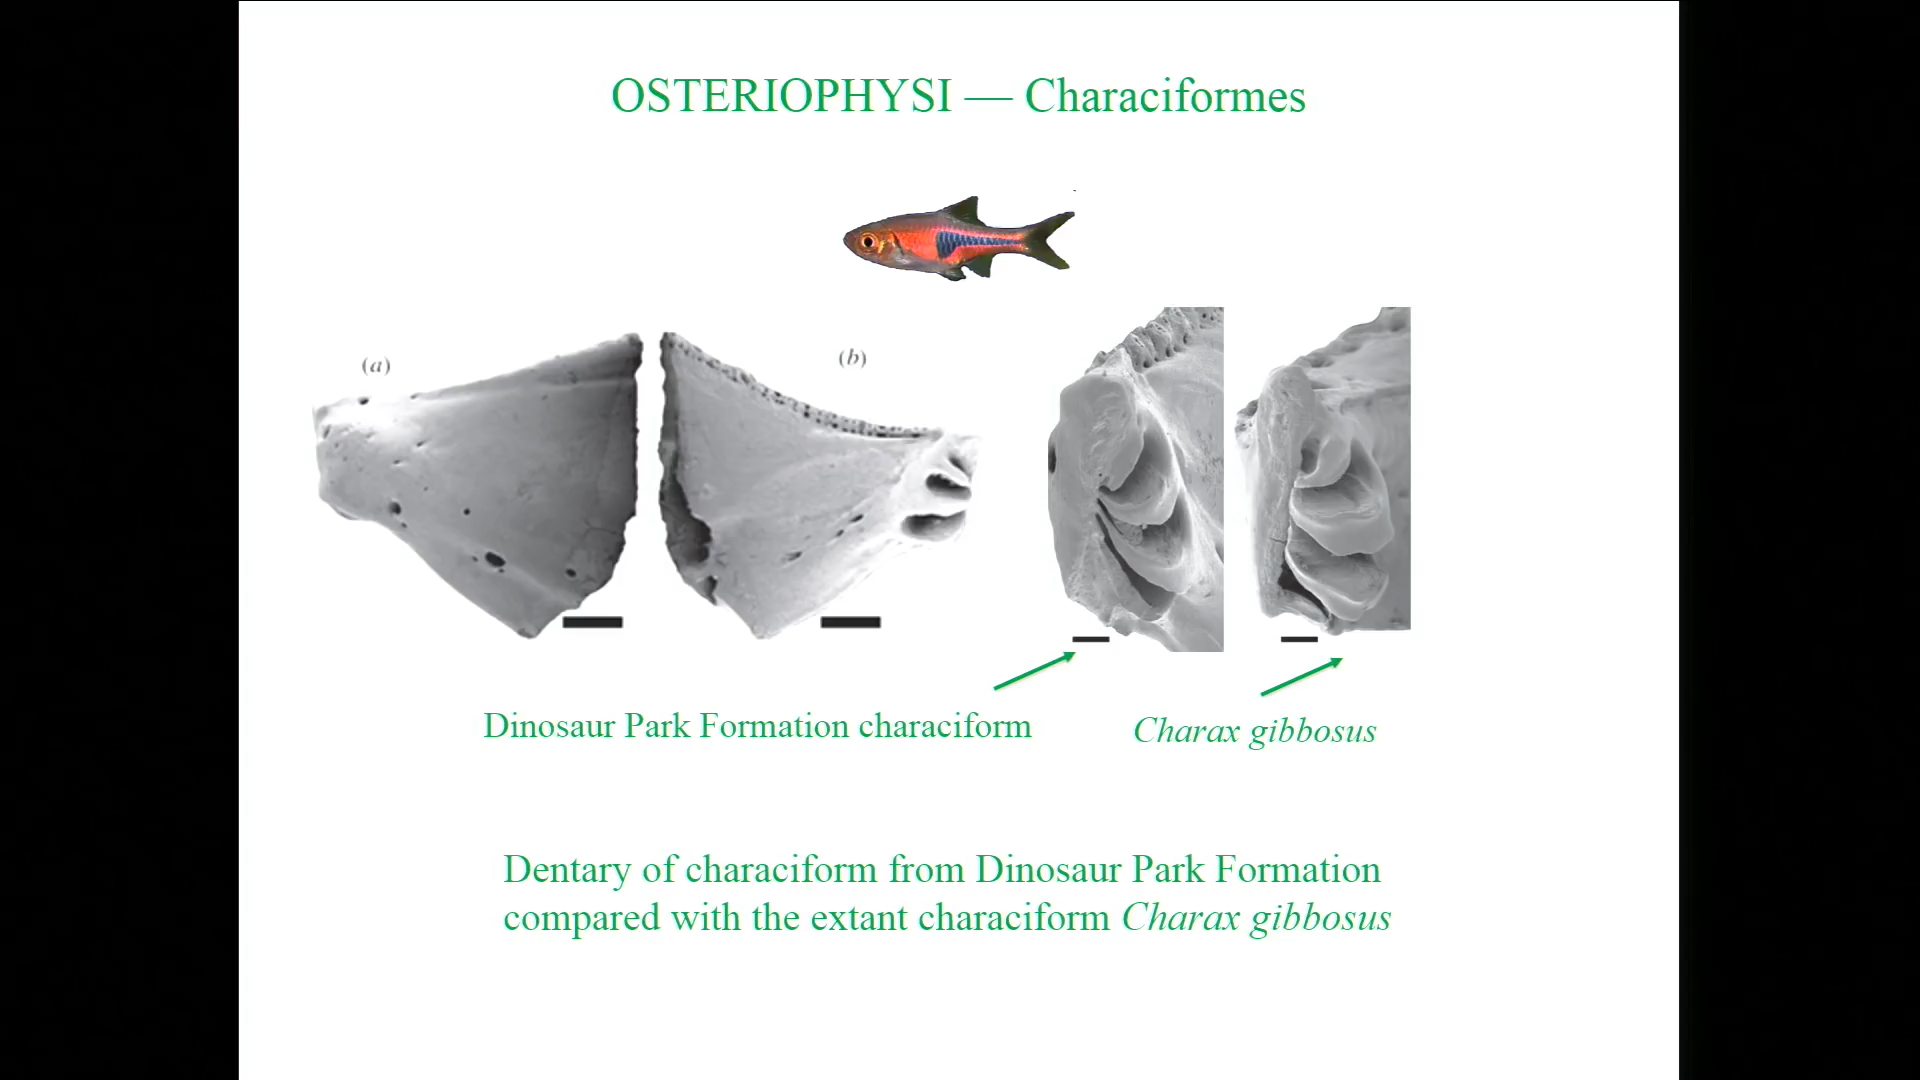 OSTERIOPHYSI — Characiformes
(a)
(b)
Dinosaur Park Formation characiform
Charax gibbosus
Dentary of characiform from Dinosaur Park Formation
compared with the extant characiform Charax gibbosus